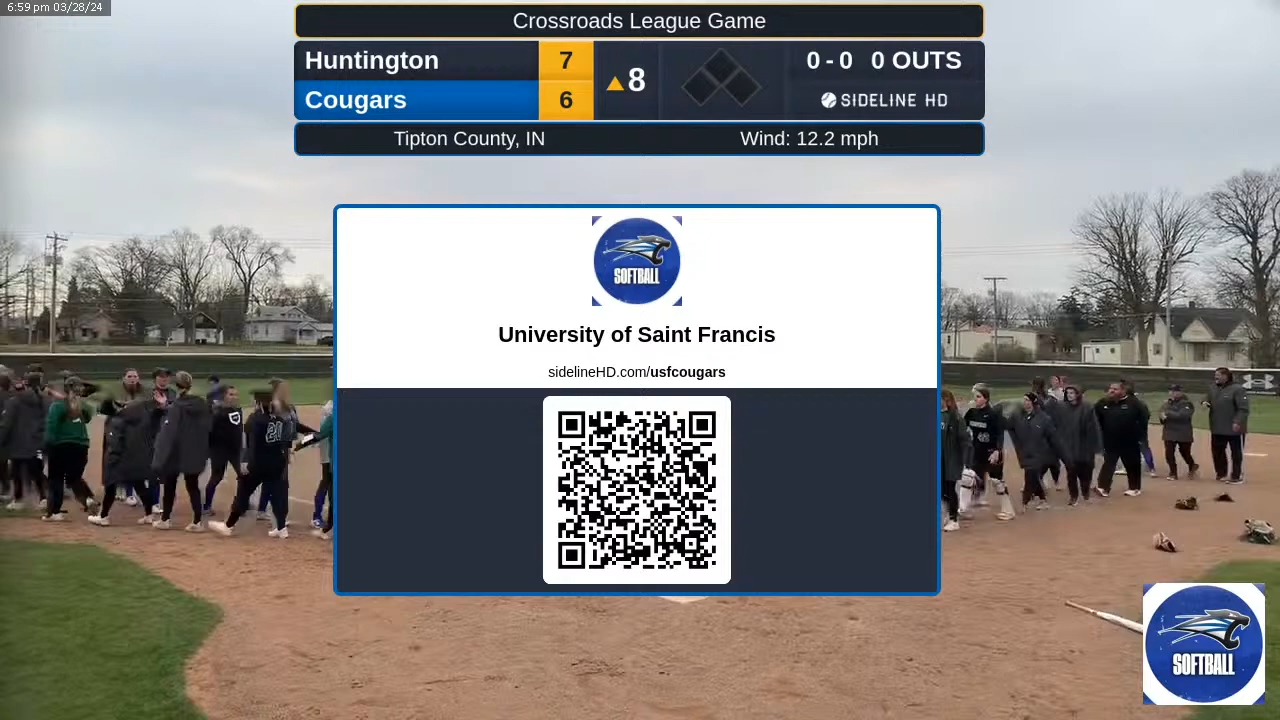 6:59 pm 03/28/24
Crossroads League Game
Huntington 7
Cougars 6
▲8
0 - 0 0 OUTS
SIDELINE HD
Tipton County, IN Wind: 12.2 mph
SOFTBALL
University of Saint Francis
sidelineHD.com/usfcougars
20
SOFTBALL